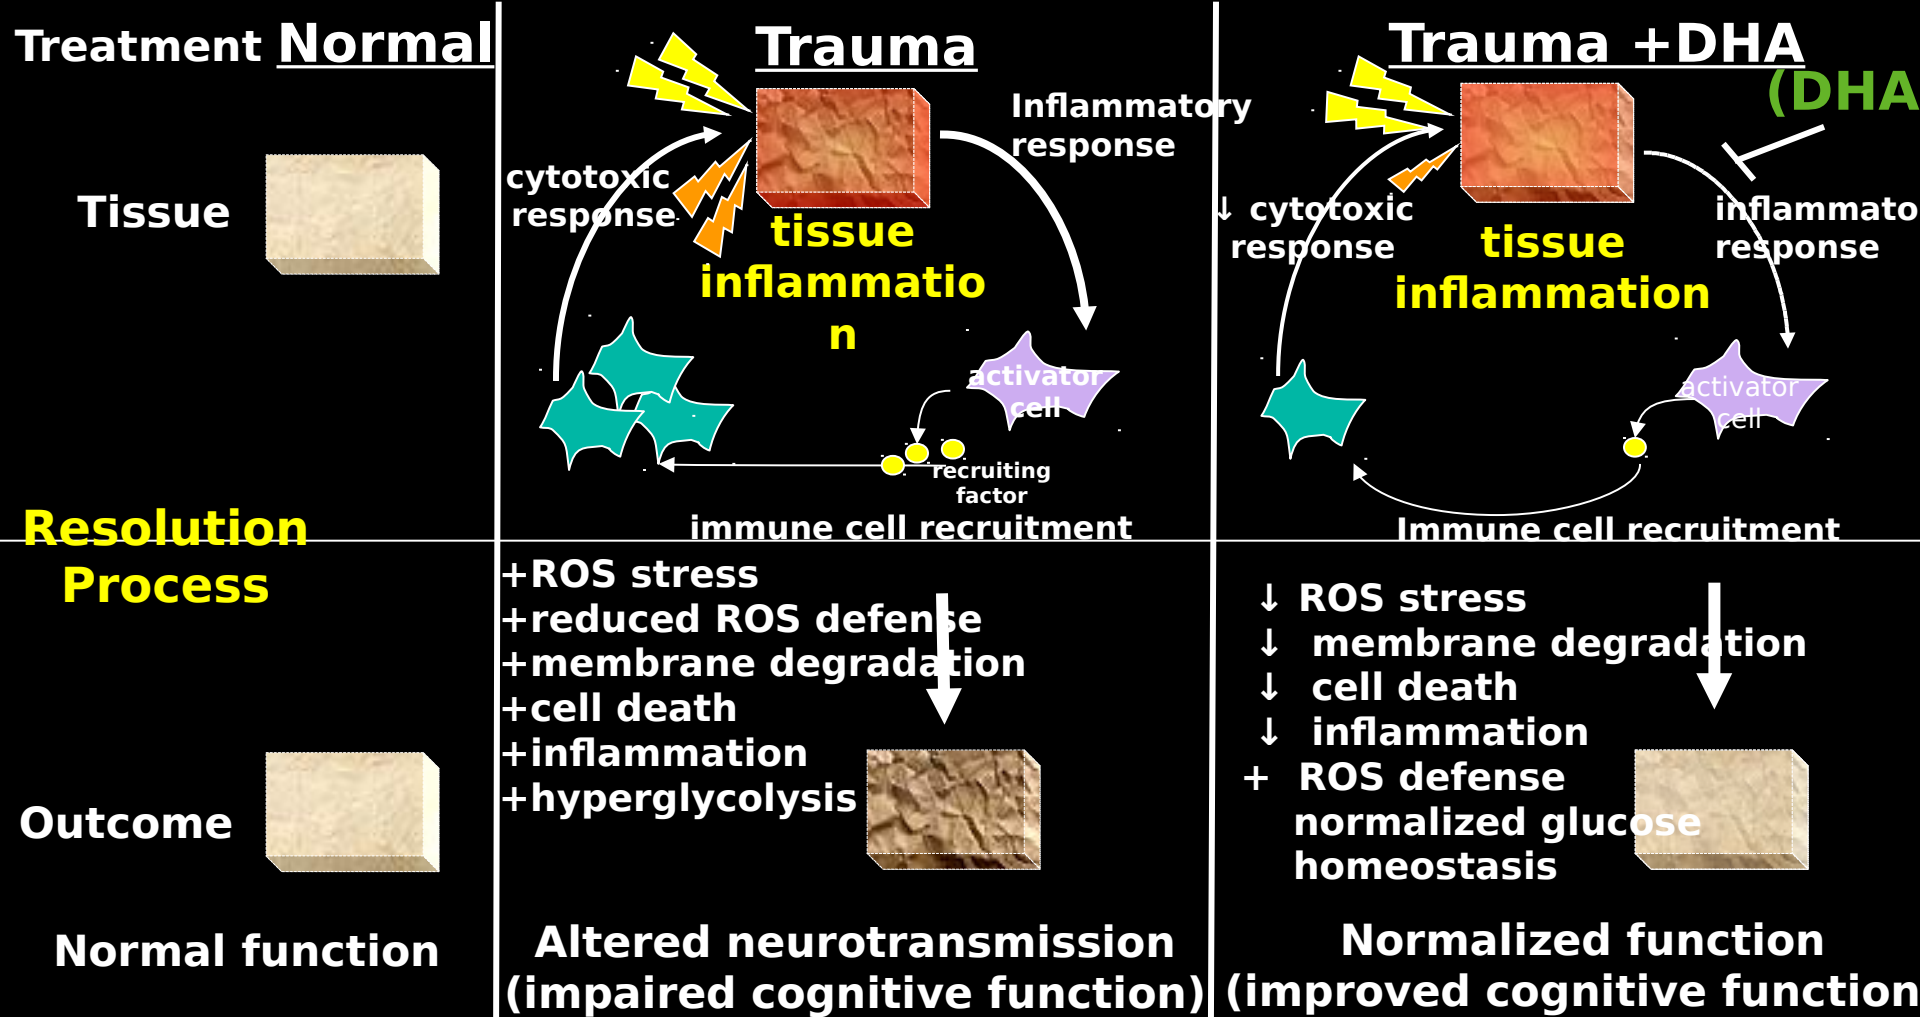 Treatment Normal
Tissue
Resolution
Process
Outcome
Normal function
Trauma
Inflammatory
response
cytotoxic
response
tissue
inflammatio
n
activator
cell
recruiting
factor
immune cell recruitment
+ROS stress
+reduced ROS defense
+membrane degradation
+cell death
+inflammation
+hyperglycolysis
Altered neurotransmission
(impaired cognitive function)
Trauma +DHA
(DHA
↓ cytotoxic
response
inflammato
response
tissue
inflammation
activator
cell
Immune cell recruitment
↓ ROS stress
↓ membrane degradation
↓ cell death
↓ inflammation
+ ROS defense
normalized glucose
homeostasis
Normalized function
(improved cognitive function